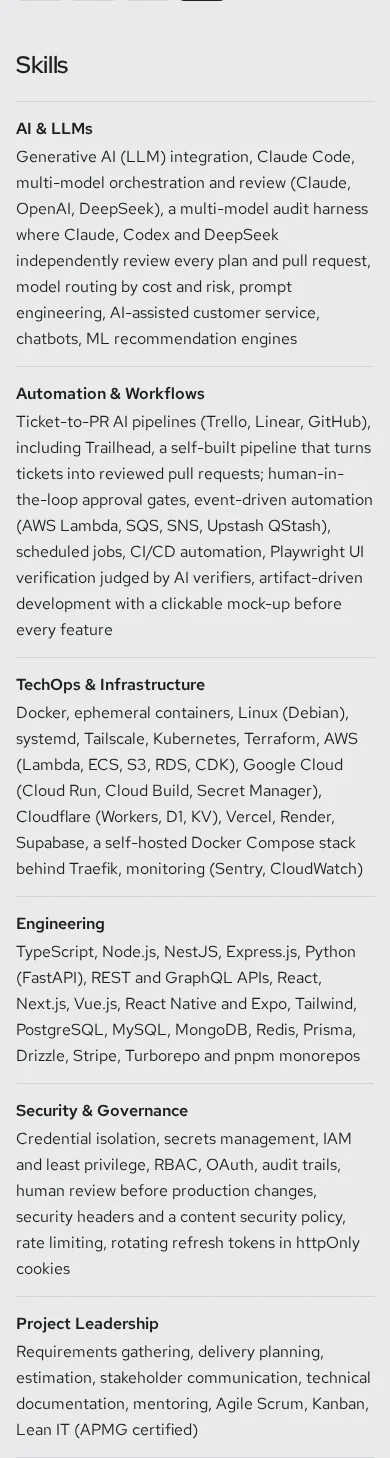 Skills
AI & LLMs
Generative AI (LLM) integration, Claude Code,
multi-model orchestration and review (Claude,
OpenAI, DeepSeek), a multi-model audit harness
where Claude, Codex and DeepSeek
independently review every plan and pull request,
model routing by cost and risk, prompt
engineering, AI-assisted customer service,
chatbots, ML recommendation engines
Automation & Workflows
Ticket-to-PR AI pipelines (Trello, Linear, GitHub),
including Trailhead, a self-built pipeline that turns
tickets into reviewed pull requests; human-in-
the-loop approval gates, event-driven automation
(AWS Lambda, SQS, SNS, Upstash QStash),
scheduled jobs, CI/CD automation, Playwright UI
verification judged by AI verifiers, artifact-driven
development with a clickable mock-up before
every feature
TechOps & Infrastructure
Docker, ephemeral containers, Linux (Debian),
systemd, Tailscale, Kubernetes, Terraform, AWS
(Lambda, ECS, S3, RDS, CDK), Google Cloud
(Cloud Run, Cloud Build, Secret Manager),
Cloudflare (Workers, D1, KV), Vercel, Render,
Supabase, a self-hosted Docker Compose stack
behind Traefik, monitoring (Sentry, CloudWatch)
Engineering
TypeScript, Node.js, NestJS, Express.js, Python
(FastAPI), REST and GraphQL APIs, React,
Next.js, Vue.js, React Native and Expo, Tailwind,
PostgreSQL, MySQL, MongoDB, Redis, Prisma,
Drizzle, Stripe, Turborepo and pnpm monorepos
Security & Governance
Credential isolation, secrets management, IAM
and least privilege, RBAC, OAuth, audit trails,
human review before production changes,
security headers and a content security policy,
rate limiting, rotating refresh tokens in httpOnly
cookies
Project Leadership
Requirements gathering, delivery planning,
estimation, stakeholder communication, technical
documentation, mentoring, Agile Scrum, Kanban,
Lean IT (APMG certified)